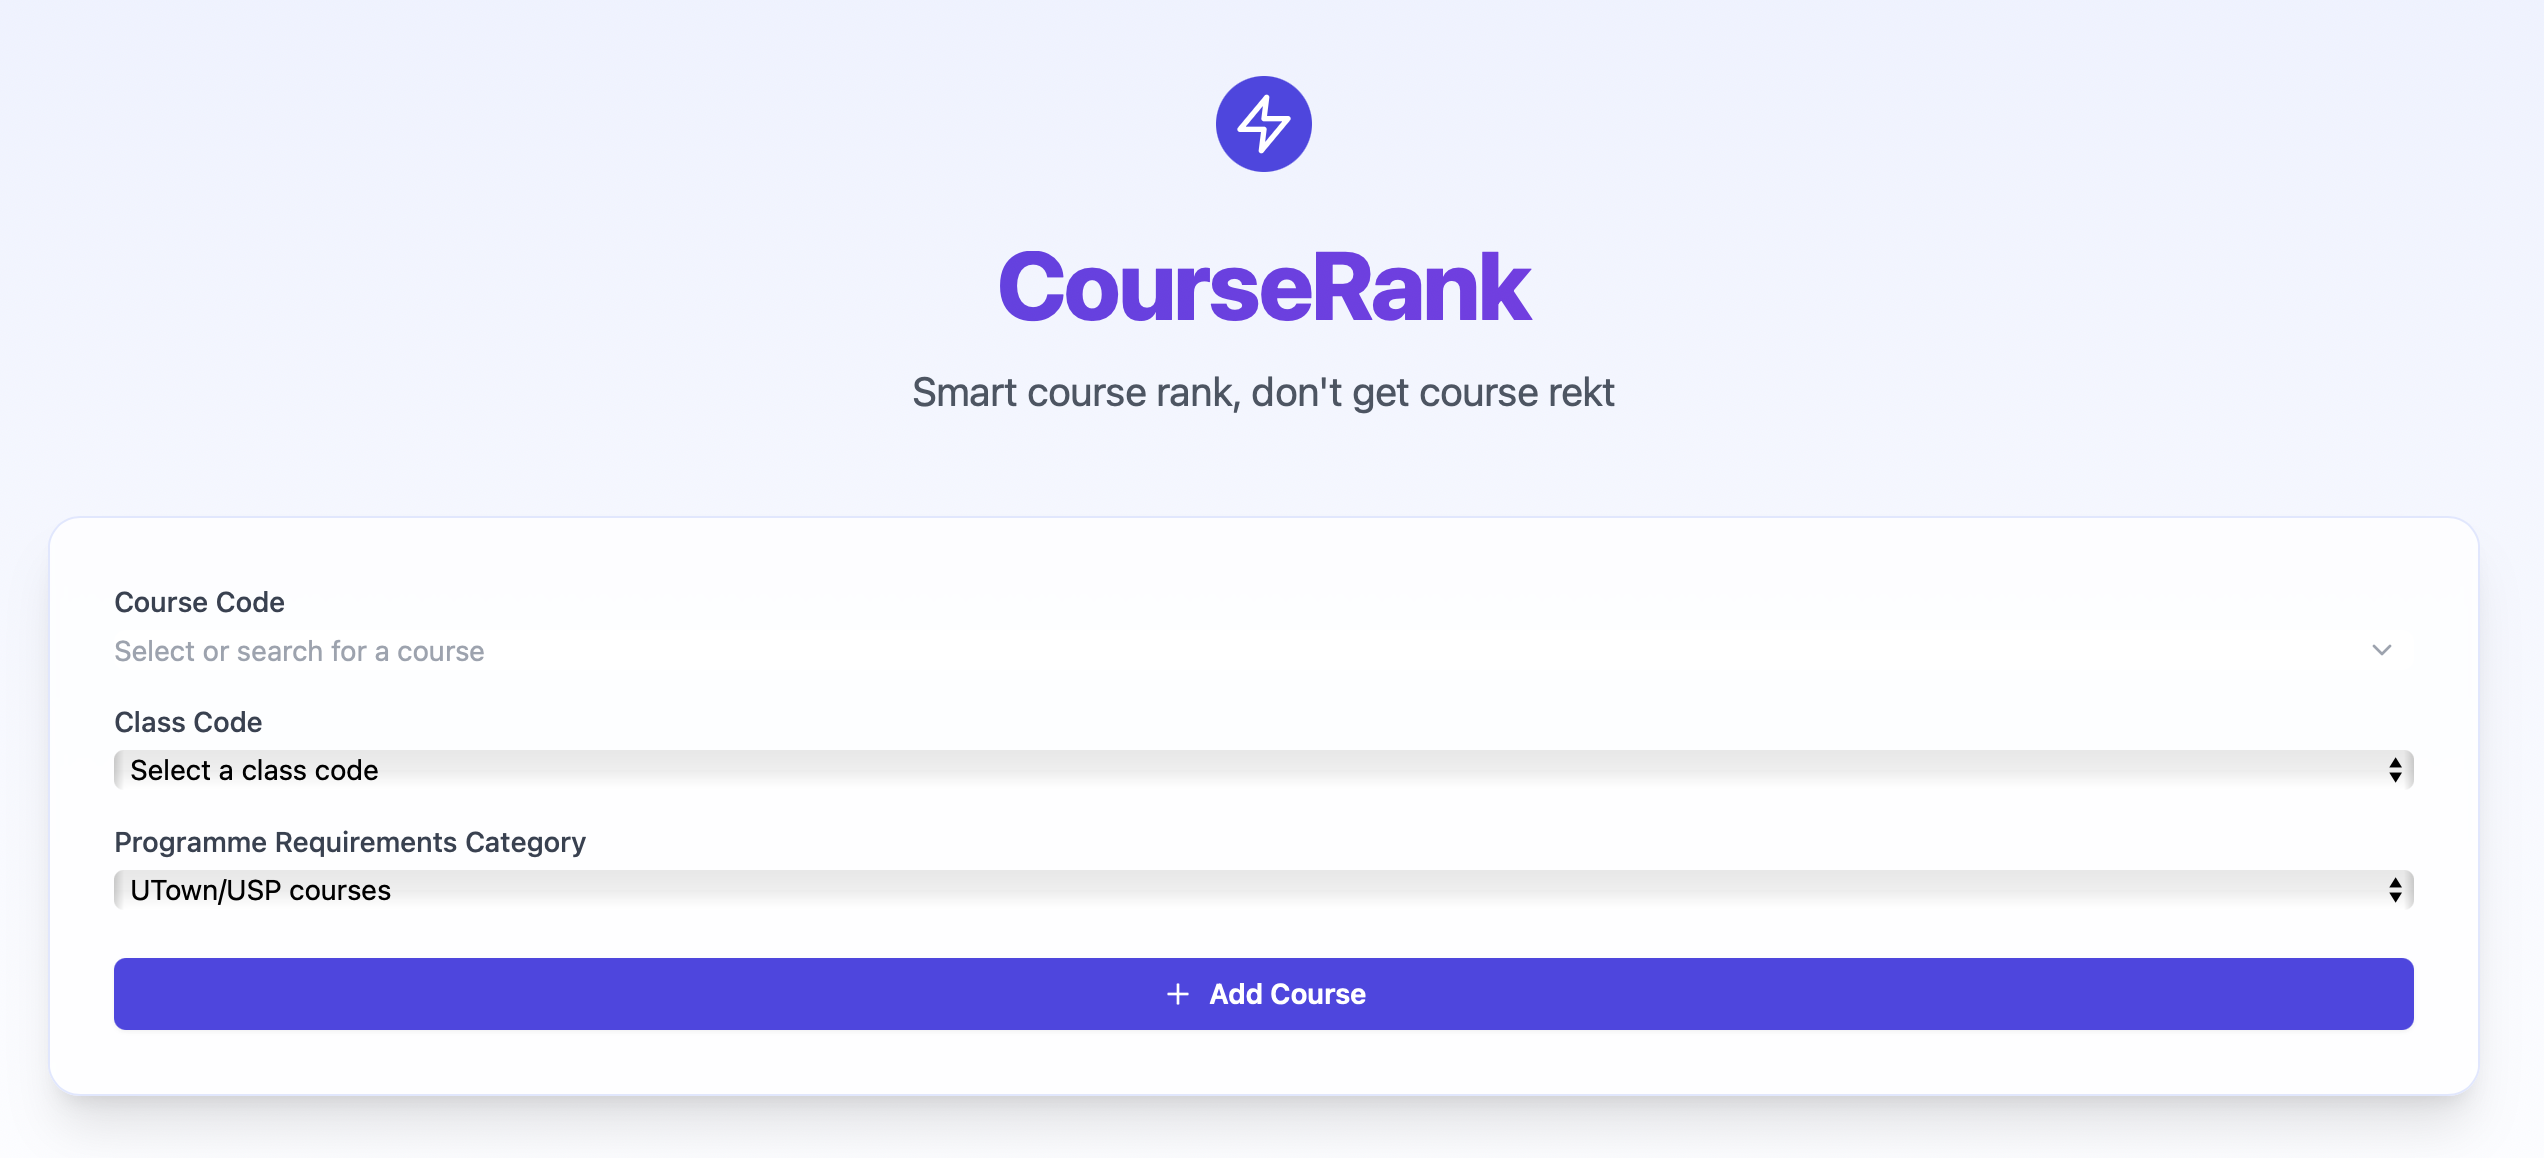 CourseRank
Smart course rank, don't get course rekt
Course Code
Select or search for a course
Class Code
Select a class code
Programme Requirements Category
UTown/USP courses
+ Add Course